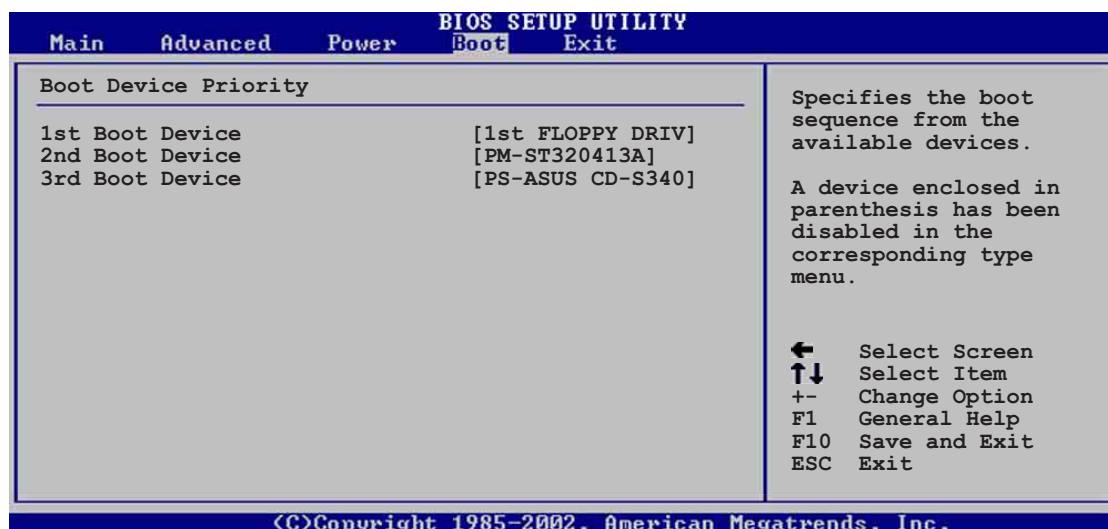 BIOS SETUP UTILITY
Main Advanced Power Boot Exit
Boot Device Priority
1st Boot Device [1st FLOPPY DRIV]
2nd Boot Device [PM-ST320413A]
3rd Boot Device [PS-ASUS CD-S340]
Specifies the boot
sequence from the
available devices.
A device enclosed in
parenthesis has been
disabled in the
corresponding type
menu.
← Select Screen
↑↓ Select Item
+- Change Option
F1 General Help
F10 Save and Exit
ESC Exit
(C)Copyright 1985-2002, American Megatrends, Inc.